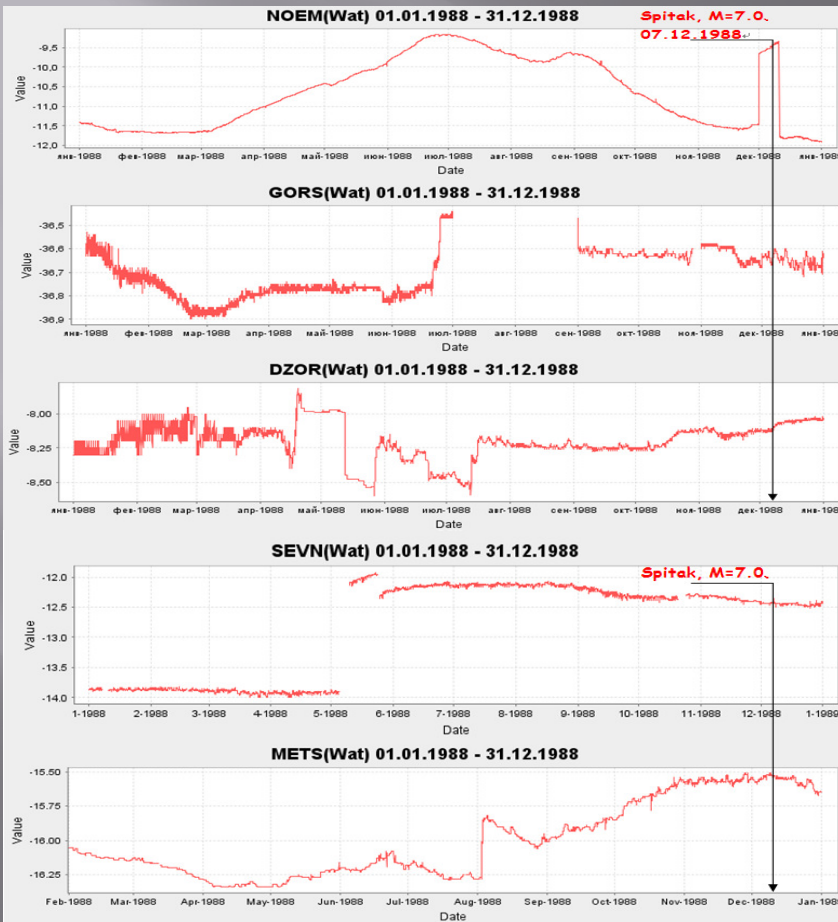 NOEM(Wat) 01.01.1988 - 31.12.1988
Spitak, M=7.0,
07.12.1988
Value
-9,5
-10,0
-10,5
-11,0
-11,5
-12,0
янв-1988 фев-1988 мар-1988 апр-1988 май-1988 июн-1988 июл-1988 авг-1988 сен-1988 окт-1988 ноя-1988 дек-1988 янв-1988
Date
GORS(Wat) 01.01.1988 - 31.12.1988
Value
-36,5
-36,6
-36,7
-36,8
-36,9
янв-1988 фев-1988 мар-1988 апр-1988 май-1988 июн-1988 июл-1988 авг-1988 сен-1988 окт-1988 ноя-1988 дек-1988 янв-1988
Date
DZOR(Wat) 01.01.1988 - 31.12.1988
Value
-8,00
-8,25
-8,50
янв-1988 фев-1988 мар-1988 апр-1988 май-1988 июн-1988 июл-1988 авг-1988 сен-1988 окт-1988 ноя-1988 дек-1988 янв-1988
Date
SEVN(Wat) 01.01.1988 - 31.12.1988
Spitak, M=7.0,
Value
-12.0
-12.5
-13.0
-13.5
-14.0
1-1988 2-1988 3-1988 4-1988 5-1988 6-1988 7-1988 8-1988 9-1988 10-1988 11-1988 12-1988 1-1989
Date
METS(Wat) 01.01.1988 - 31.12.1988
Value
-15.50
-15.75
-16.00
-16.25
Feb-1988 Mar-1988 Apr-1988 May-1988 Jun-1988 Jul-1988 Aug-1988 Sep-1988 Oct-1988 Nov-1988 Dec-1988
Date